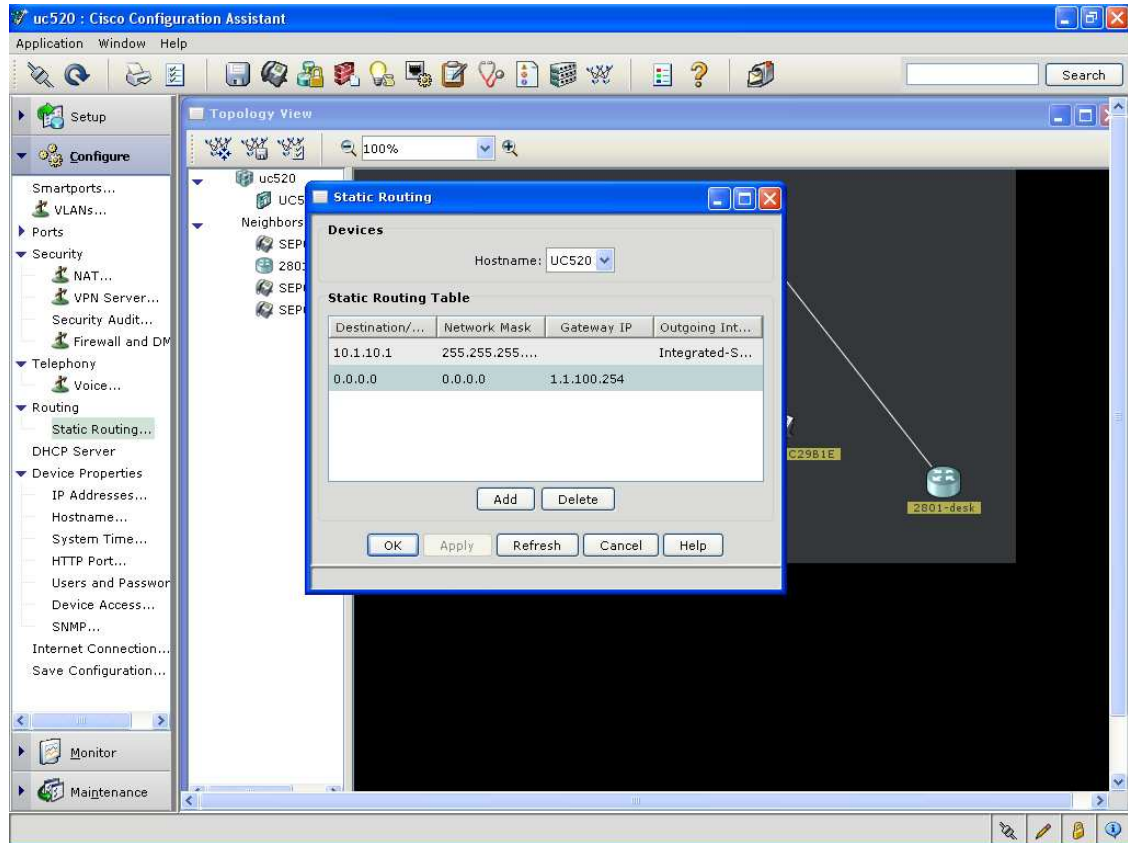 uc520 : Cisco Configuration Assistant
Application Window Help
Search
Setup
Configure
Smartports...
VLANs...
Ports
Security
NAT...
VPN Server...
Security Audit...
Firewall and DM
Telephony
Voice...
Routing
Static Routing...
DHCP Server
Device Properties
IP Addresses...
Hostname...
System Time...
HTTP Port...
Users and Passwor
Device Access...
SNMP...
Internet Connection...
Save Configuration...
Monitor
Maintenance
Topology View
100%
uc520
UC5
Neighbors
SEP
280
SEP
SEP
Static Routing
Devices
Hostname: UC520
Static Routing Table
Destination/... Network Mask Gateway IP Outgoing Int...
10.1.10.1 255.255.255.... Integrated-S...
0.0.0.0 0.0.0.0 1.1.100.254
Add Delete
OK Apply Refresh Cancel Help
C29B1E
2801-desk